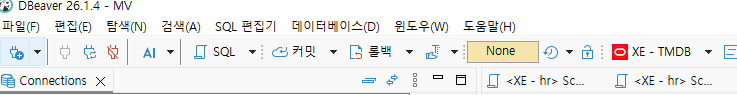 DBeaver 26.1.4 - MV
파일(F) 편집(E) 탐색(N) 검색(A) SQL 편집기 데이터베이스(D) 윈도우(W) 도움말(H)
AI SQL 커밋 롤백 None XE - TMDB
Connections <XE - hr> Sc... <XE - hr> Sc...